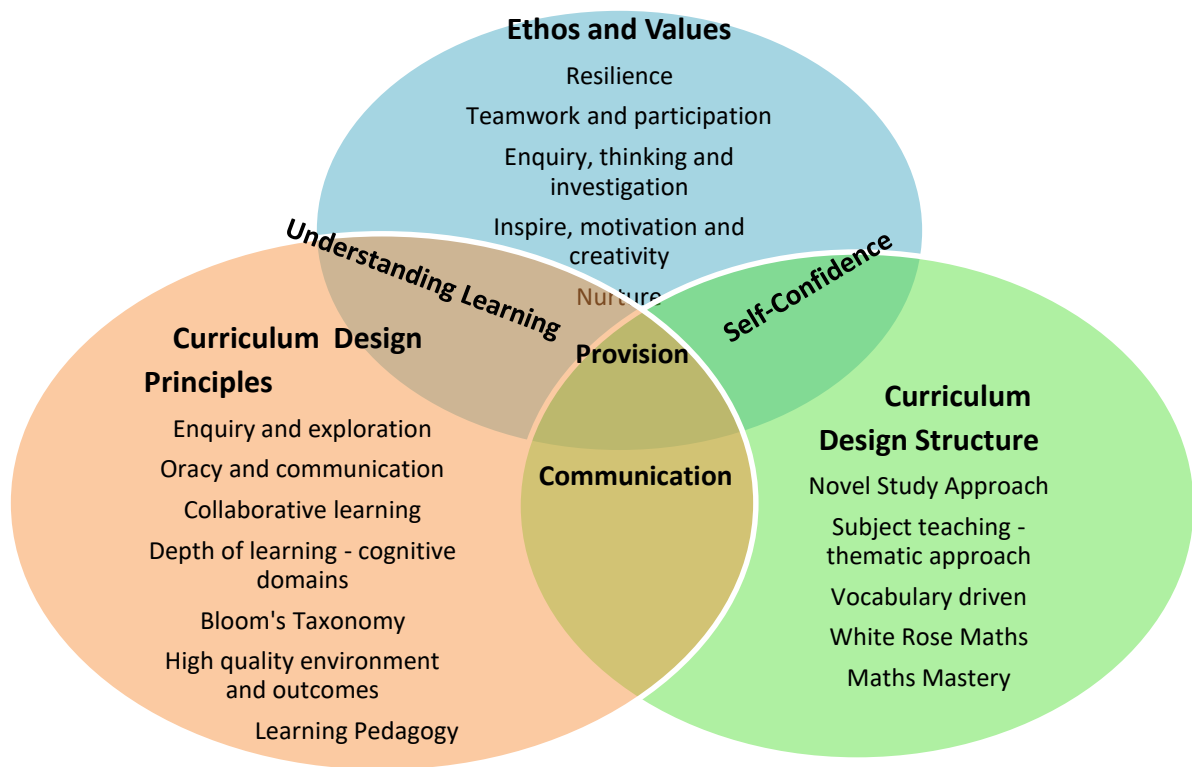 Ethos and Values
Resilience
Teamwork and participation
Enquiry, thinking and
investigation
Inspire, motivation and
creativity
Nurture
Understanding Learning
Self-Confidence
Provision
Communication
Curriculum Design
Principles
Enquiry and exploration
Oracy and communication
Collaborative learning
Depth of learning - cognitive
domains
Bloom's Taxonomy
High quality environment
and outcomes
Learning Pedagogy
Curriculum
Design Structure
Novel Study Approach
Subject teaching -
thematic approach
Vocabulary driven
White Rose Maths
Maths Mastery